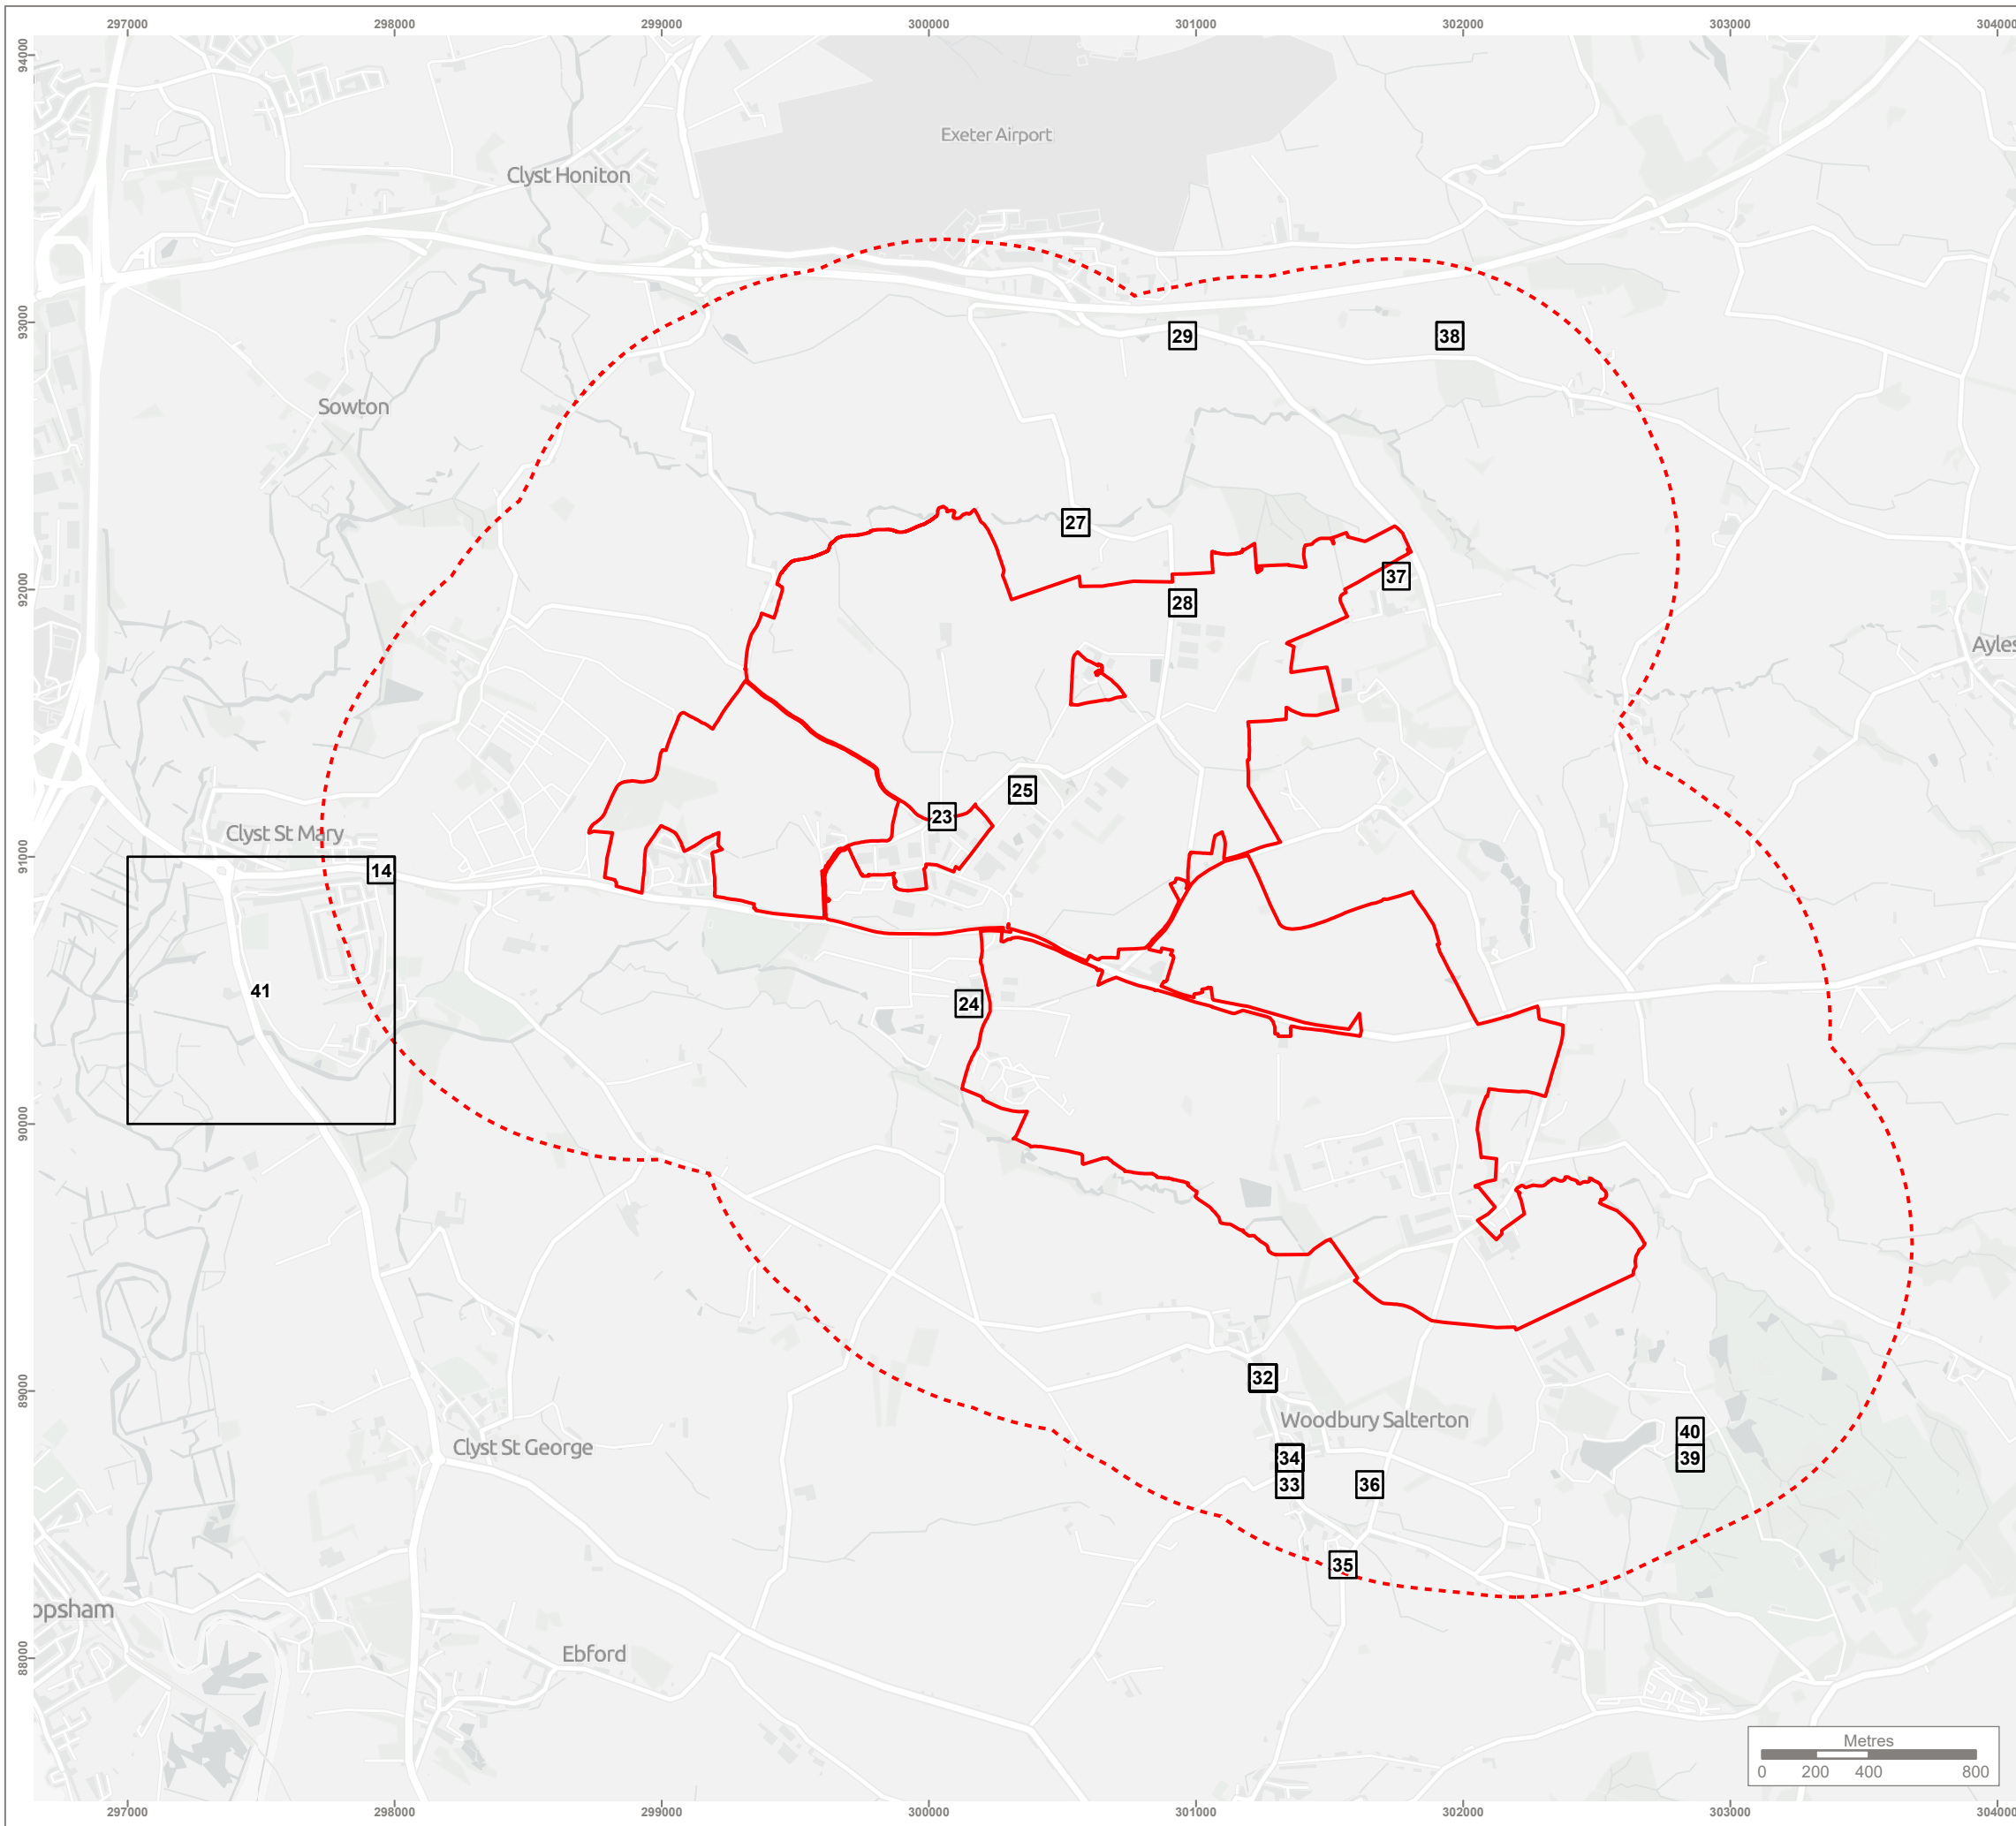 297000 298000 299000 300000 301000 302000 303000 304000
94000
Exeter Airport
Clyst Honiton
93000
29 38
Sowton
27
92000
37
28
Ayles
25
23
Clyst St Mary
91000
14
41
24
90000
89000
32
Woodbury Salterton
40
Clyst St George
34
39
33 36
35
opsham
Ebford
88000
Metres
0 200 400 800
297000 298000 299000 300000 301000 302000 303000 304000